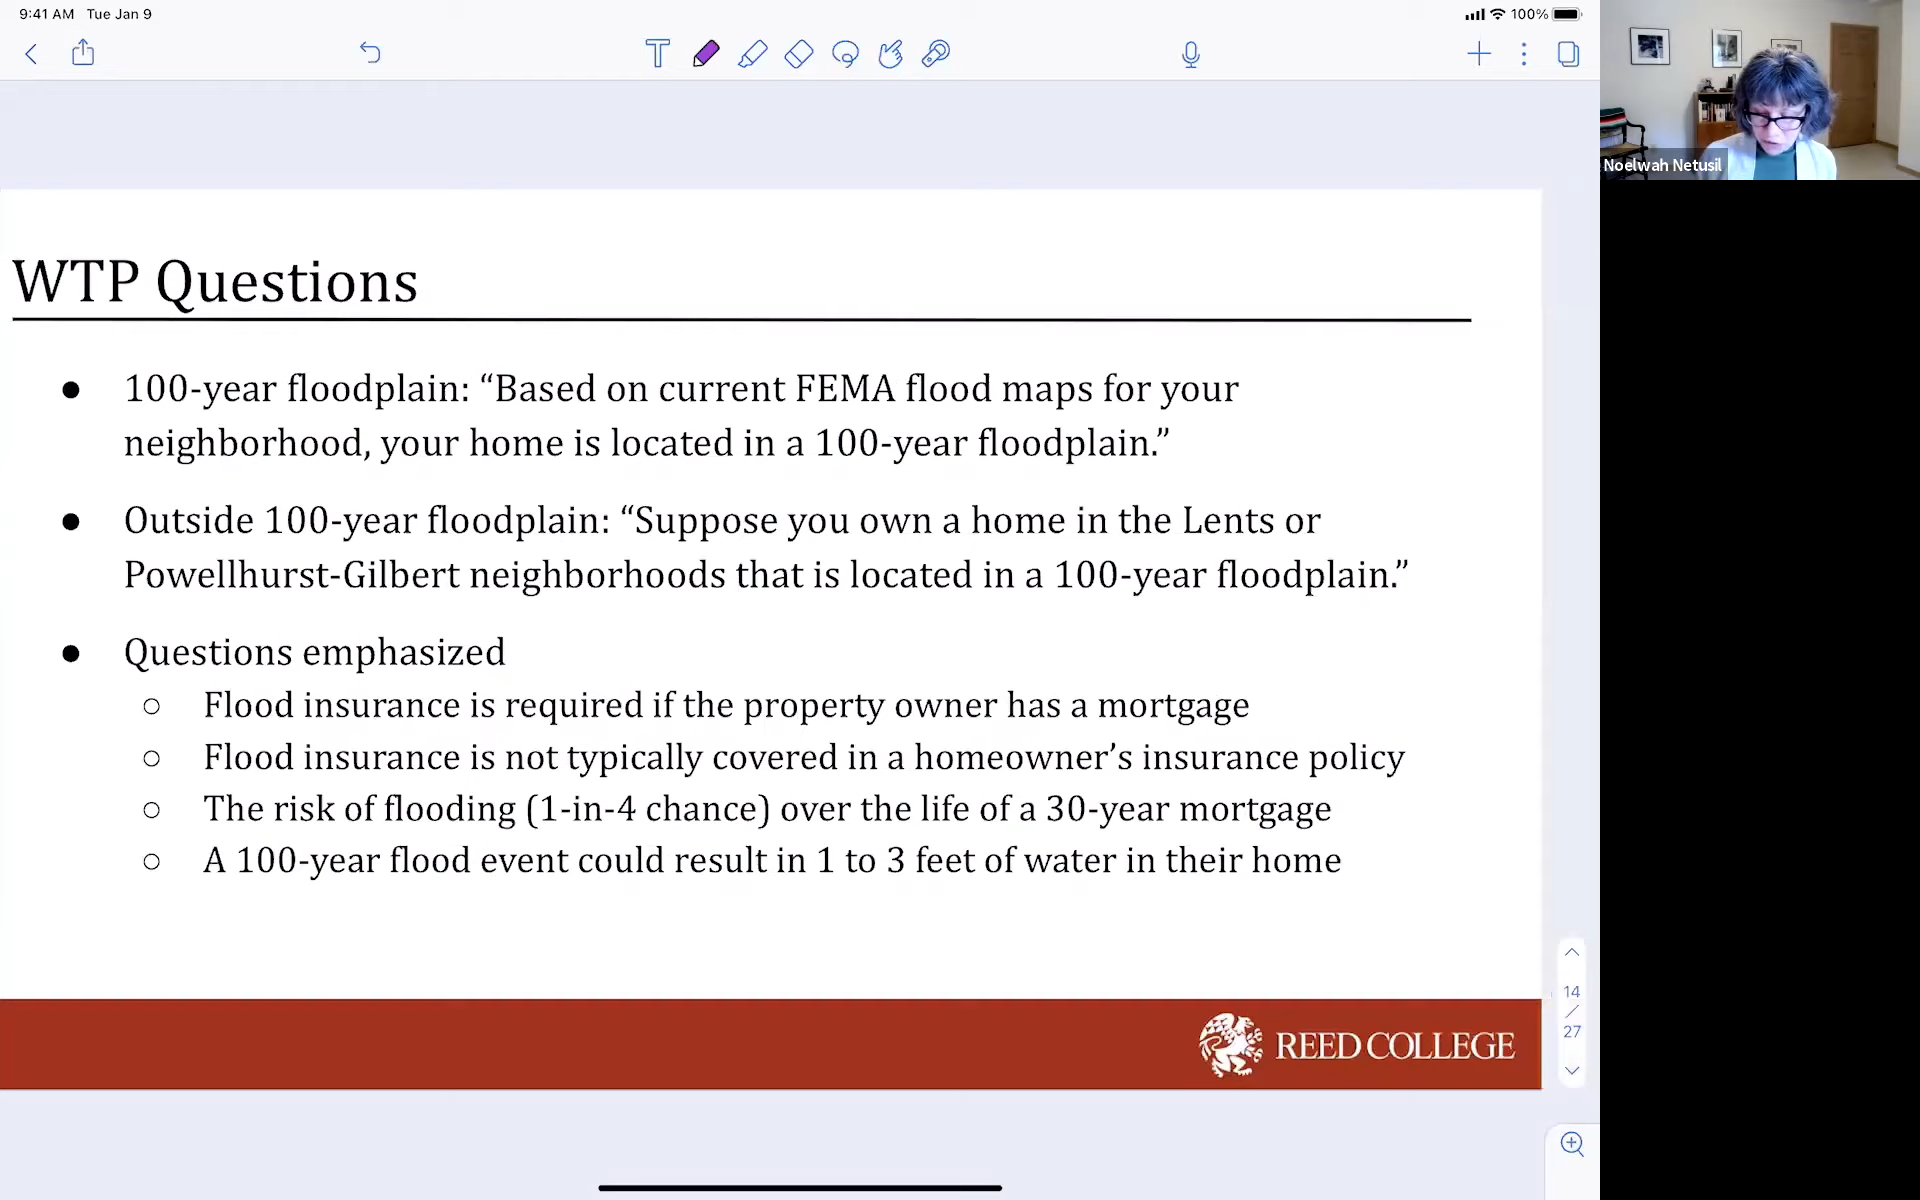 9:41 AM Tue Jan 9
100%
Noelwah Netusil
WTP Questions
● 100-year floodplain: “Based on current FEMA flood maps for your
neighborhood, your home is located in a 100-year floodplain.”
● Outside 100-year floodplain: “Suppose you own a home in the Lents or
Powellhurst-Gilbert neighborhoods that is located in a 100-year floodplain.”
● Questions emphasized
○ Flood insurance is required if the property owner has a mortgage
○ Flood insurance is not typically covered in a homeowner’s insurance policy
○ The risk of flooding (1-in-4 chance) over the life of a 30-year mortgage
○ A 100-year flood event could result in 1 to 3 feet of water in their home
14
/
27
REED COLLEGE